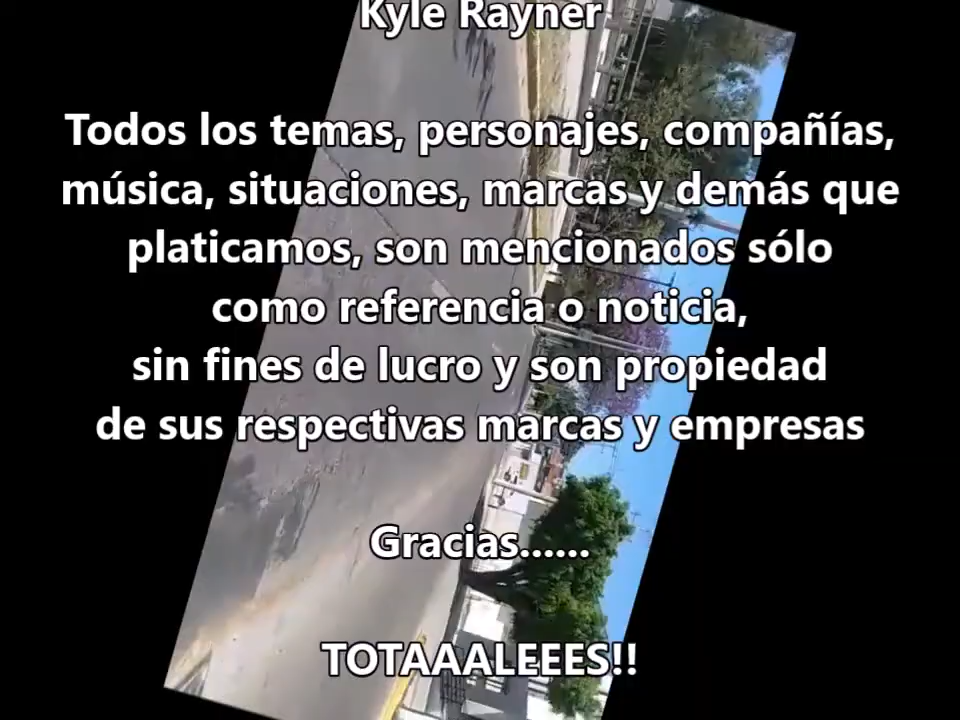 Kyle Rayner
Todos los temas, personajes, compañías,
música, situaciones, marcas y demás que
platicamos, son mencionados sólo
como referencia o noticia,
sin fines de lucro y son propiedad
de sus respectivas marcas y empresas
Gracias......
TOTAAALEEES!!